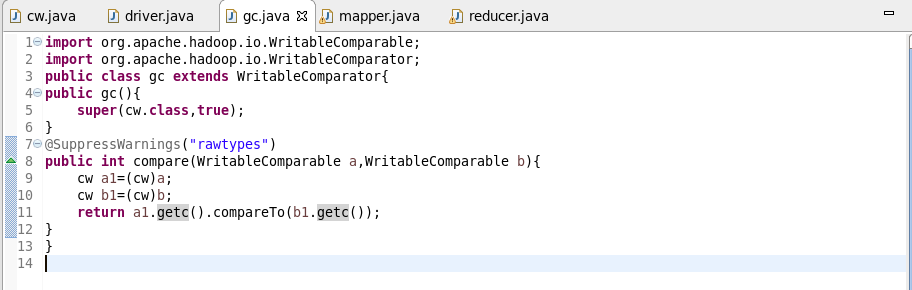 cw.java driver.java gc.java mapper.java reducer.java
1 import org.apache.hadoop.io.WritableComparable;
2 import org.apache.hadoop.io.WritableComparator;
3 public class gc extends WritableComparator{
4 public gc(){
5     super(cw.class,true);
6 }
7 @SuppressWarnings("rawtypes")
8 public int compare(WritableComparable a,WritableComparable b){
9     cw a1=(cw)a;
10     cw b1=(cw)b;
11     return a1.getc().compareTo(b1.getc());
12 }
13 }
14